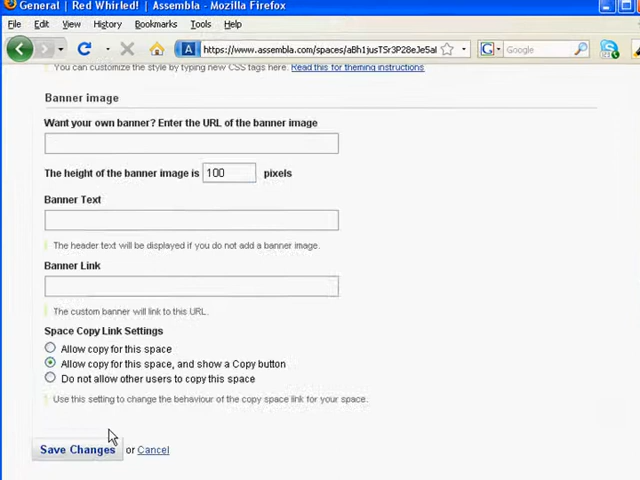 General | Red Whirled! | Assembla - Mozilla Firefox
File Edit View History Bookmarks Tools Help
A https://www.assembla.com/spaces/aBh1jusTSr3P28eJe5aI G Google
You can customize the style by typing new CSS tags here. Read this for theming instructions
Banner image
Want your own banner? Enter the URL of the banner image
The height of the banner image is 100 pixels
Banner Text
The header text will be displayed if you do not add a banner image.
Banner Link
The custom banner will link to this URL.
Space Copy Link Settings
Allow copy for this space
Allow copy for this space, and show a Copy button
Do not allow other users to copy this space
Use this setting to change the behaviour of the copy space link for your space.
Save Changes or Cancel